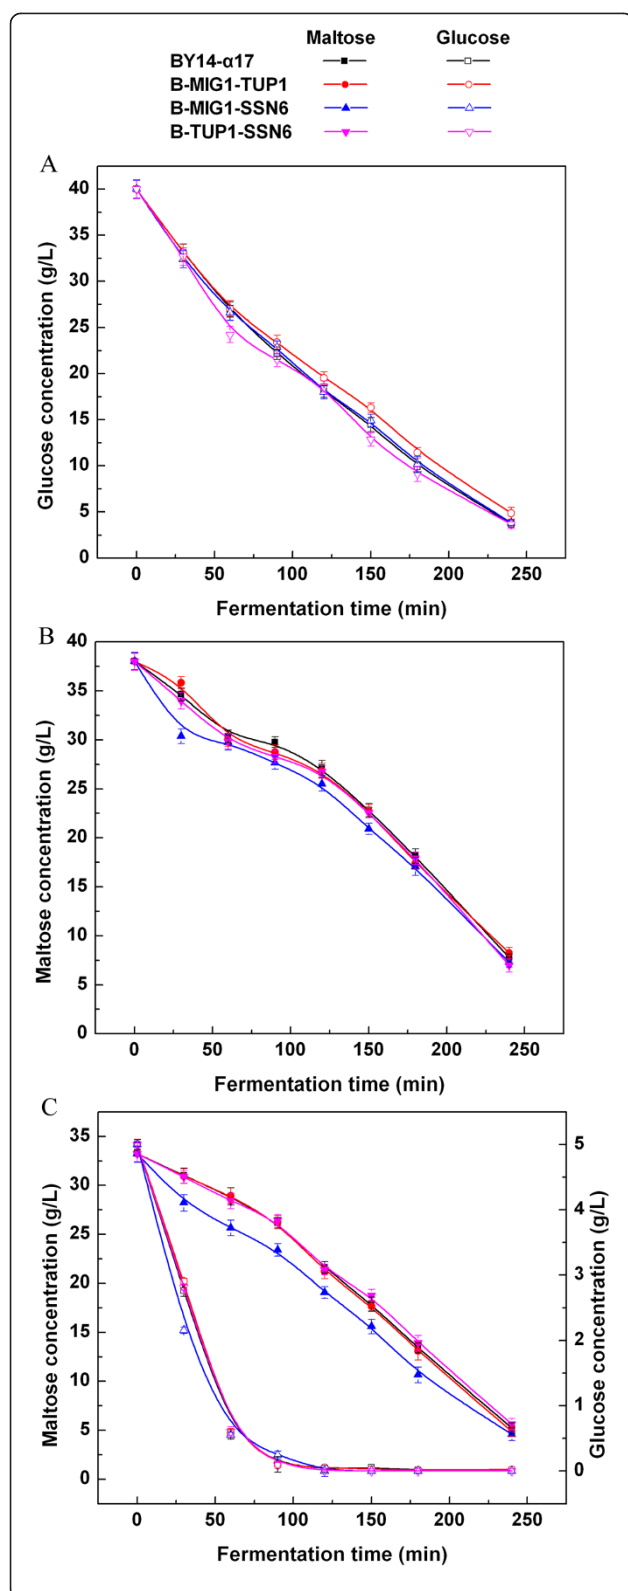 Maltose Glucose
BY14-α17
B-MIG1-TUP1
B-MIG1-SSN6
B-TUP1-SSN6
A
40
35
30
25
20
15
10
5
0
Glucose concentration (g/L)
0 50 100 150 200 250
Fermentation time (min)
B
40
35
30
25
20
15
10
5
0
Maltose concentration (g/L)
0 50 100 150 200 250
Fermentation time (min)
C
35
30
25
20
15
10
5
0
Maltose concentration (g/L)
5
4
3
2
1
0
Glucose concentration (g/L)
0 50 100 150 200 250
Fermentation time (min)